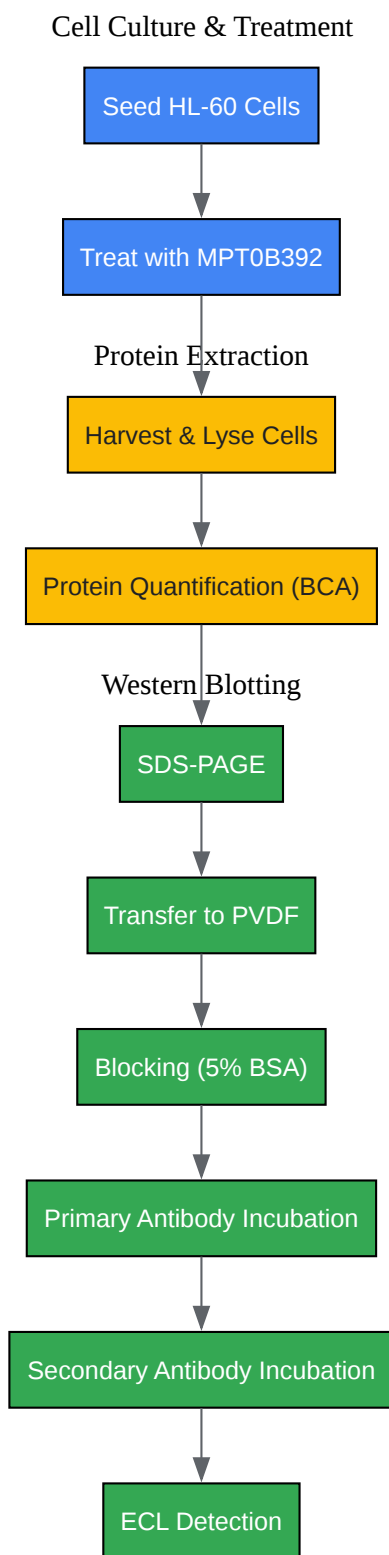 Cell Culture & Treatment
Seed HL-60 Cells
Treat with MPT0B392
Protein Extraction
Harvest & Lyse Cells
Protein Quantification (BCA)
Western Blotting
SDS-PAGE
Transfer to PVDF
Blocking (5% BSA)
Primary Antibody Incubation
Secondary Antibody Incubation
ECL Detection